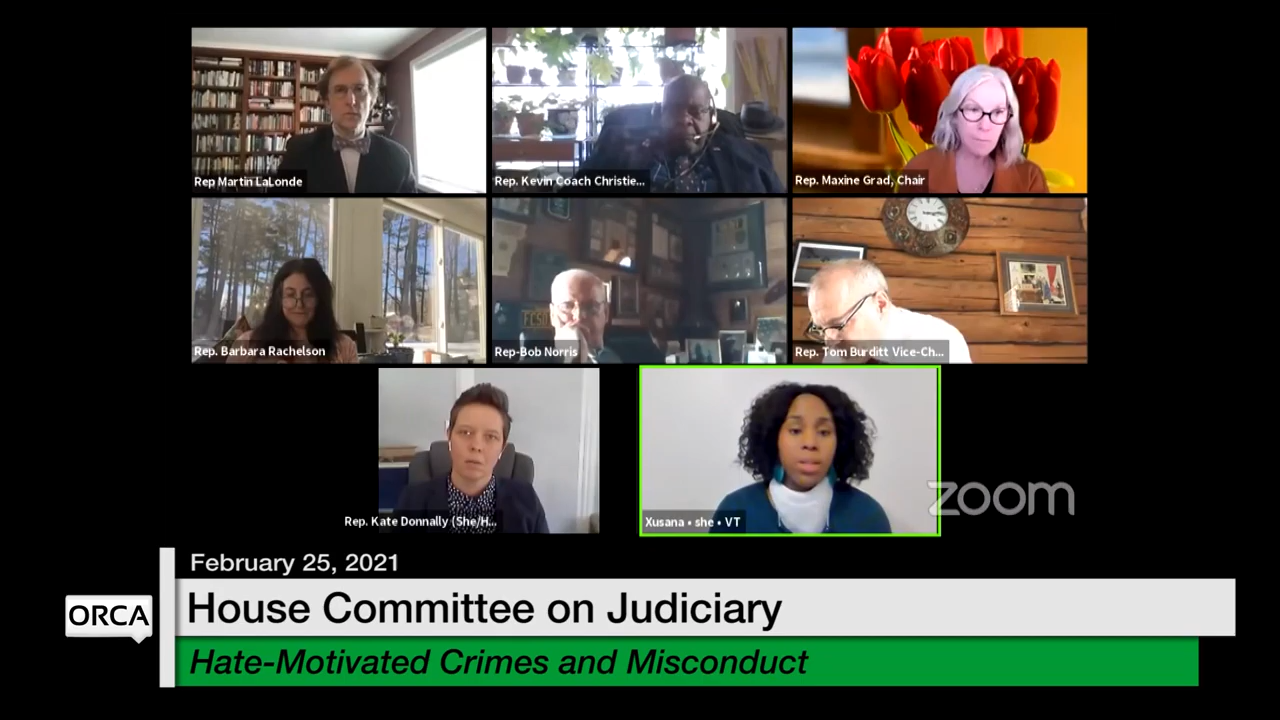 Rep Martin LaLonde
Rep. Kevin Coach Christie...
Rep. Maxine Grad, Chair
Rep. Barbara Rachelson
Rep-Bob Norris
Rep. Tom Burditt Vice-Ch...
Rep. Kate Donnally (She/H...
Xusana • she • VT
zoom
February 25, 2021
ORCA
House Committee on Judiciary
Hate-Motivated Crimes and Misconduct